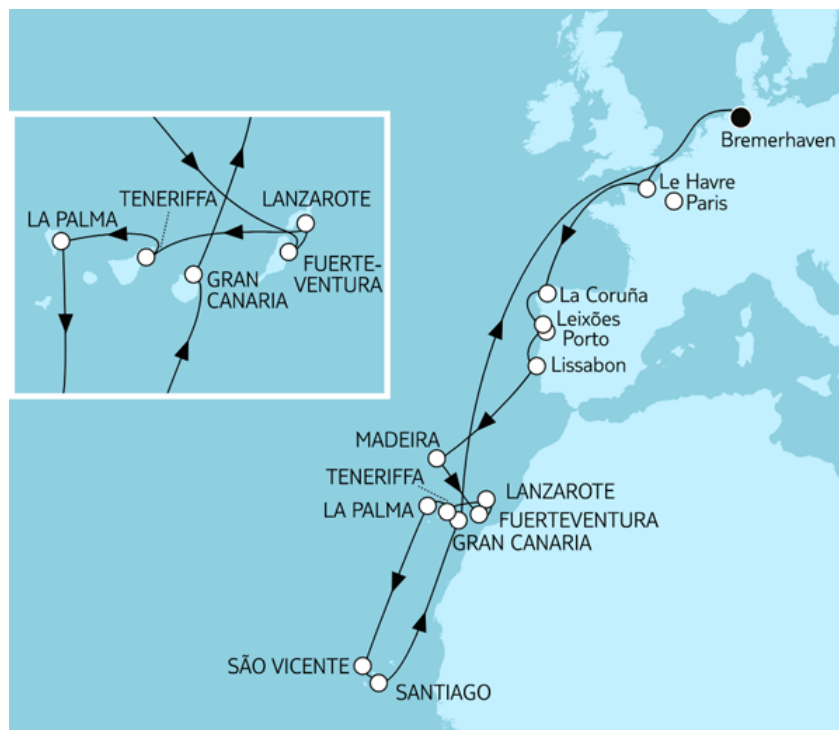 TENERIFFA
LANZAROTE
LA PALMA
GRAN
CANARIA
FUERTE-
VENTURA
Bremerhaven
Le Havre
Paris
La Coruña
Leixões
Porto
Lissabon
MADEIRA
TENERIFFA
LANZAROTE
LA PALMA
FUERTEVENTURA
GRAN CANARIA
SÃO VICENTE
SANTIAGO